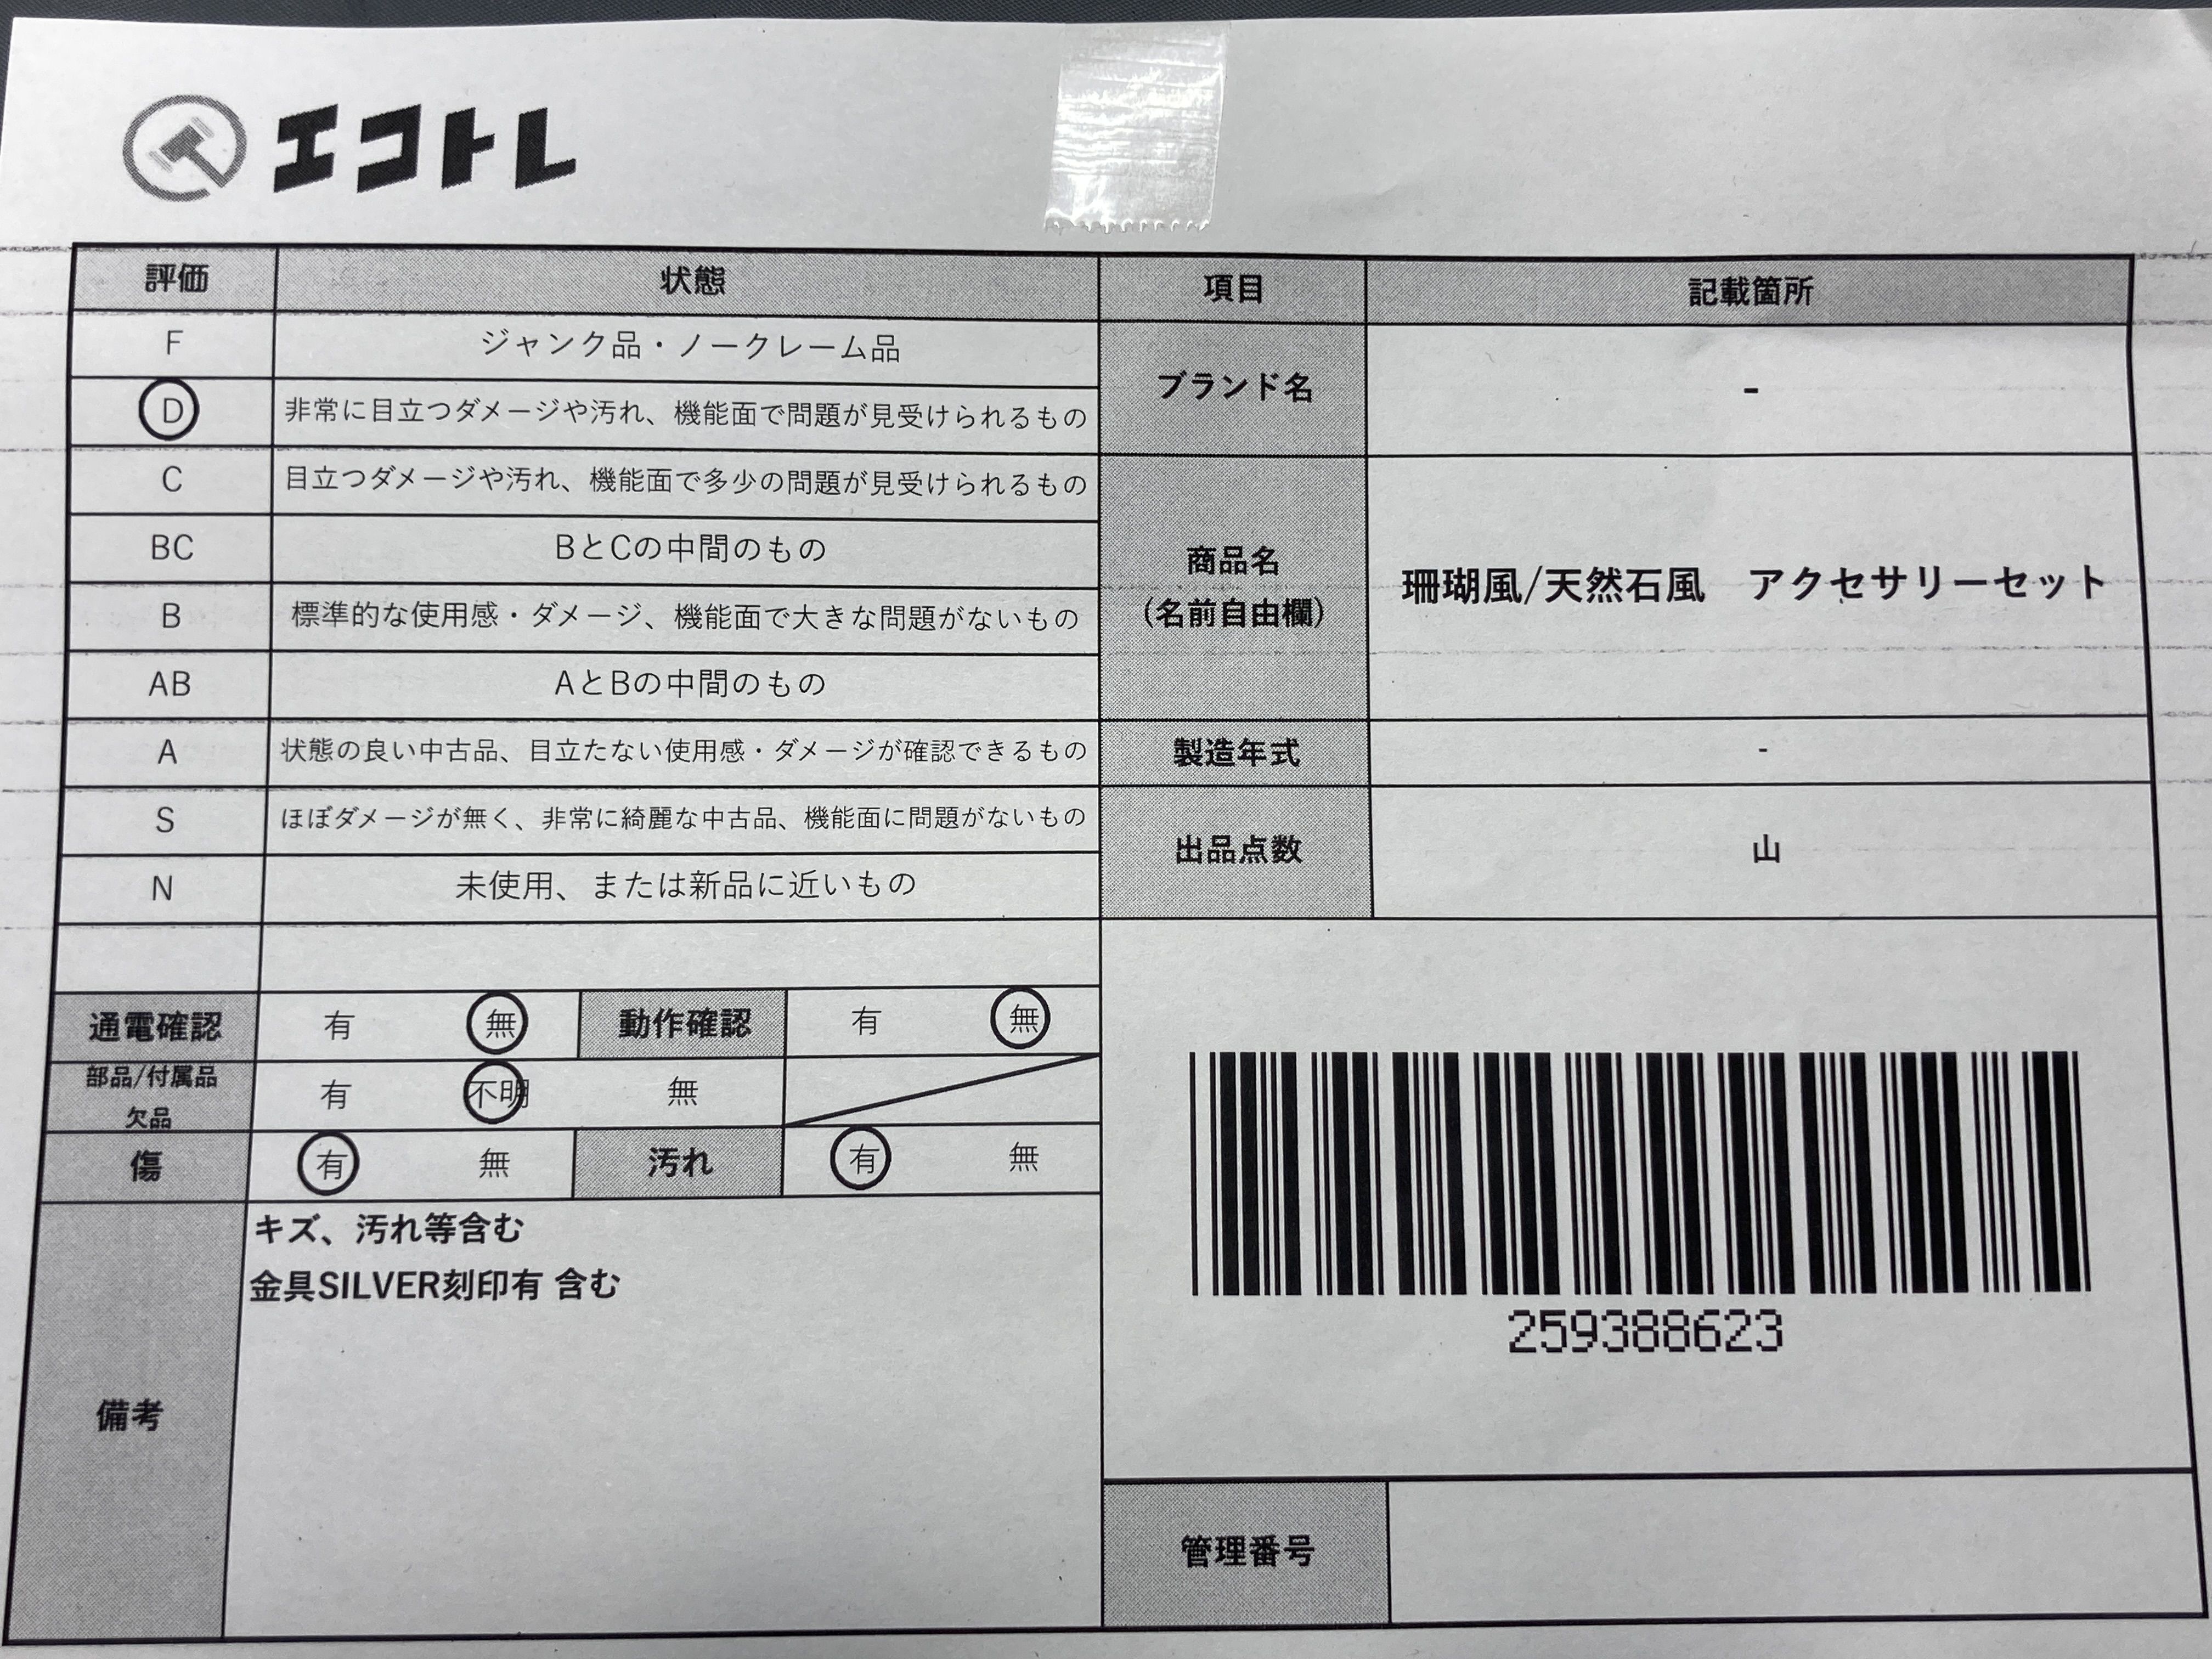 エコトレ
評価 状態
F ジャンク品・ノークレーム品
D 非常に目立つダメージや汚れ、機能面で問題が見受けられるもの
C 目立つダメージや汚れ、機能面で多少の問題が見受けられるもの
BC BとCの中間のもの
B 標準的な使用感・ダメージ、機能面で大きな問題がないもの
AB AとBの中間のもの
A 状態の良い中古品、目立たない使用感・ダメージが確認できるもの
S ほぼダメージが無く、非常に綺麗な中古品、機能面に問題がないもの
N 未使用、または新品に近いもの
通電確認 有 無 動作確認 有 無
部品/付属品
欠品 有 不明 無
傷 有 無 汚れ 有 無
備考
キズ、汚れ等含む
金具SILVER刻印有 含む
項目 記載箇所
ブランド名 -
商品名
（名前自由欄）
珊瑚風/天然石風　アクセサリーセット
製造年式 -
出品点数 山
259388623
管理番号